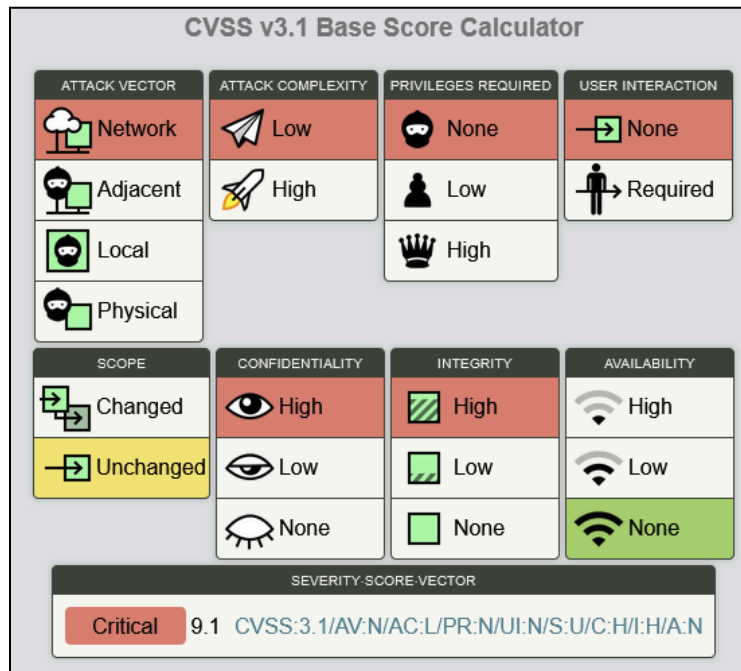 CVSS v3.1 Base Score Calculator
ATTACK VECTOR
Network
Adjacent
Local
Physical
ATTACK COMPLEXITY
Low
High
PRIVILEGES REQUIRED
None
Low
High
USER INTERACTION
None
Required
SCOPE
Changed
Unchanged
CONFIDENTIALITY
High
Low
None
INTEGRITY
High
Low
None
AVAILABILITY
High
Low
None
SEVERITY·SCORE·VECTOR
Critical 9.1 CVSS:3.1/AV:N/AC:L/PR:N/UI:N/S:U/C:H/I:H/A:N